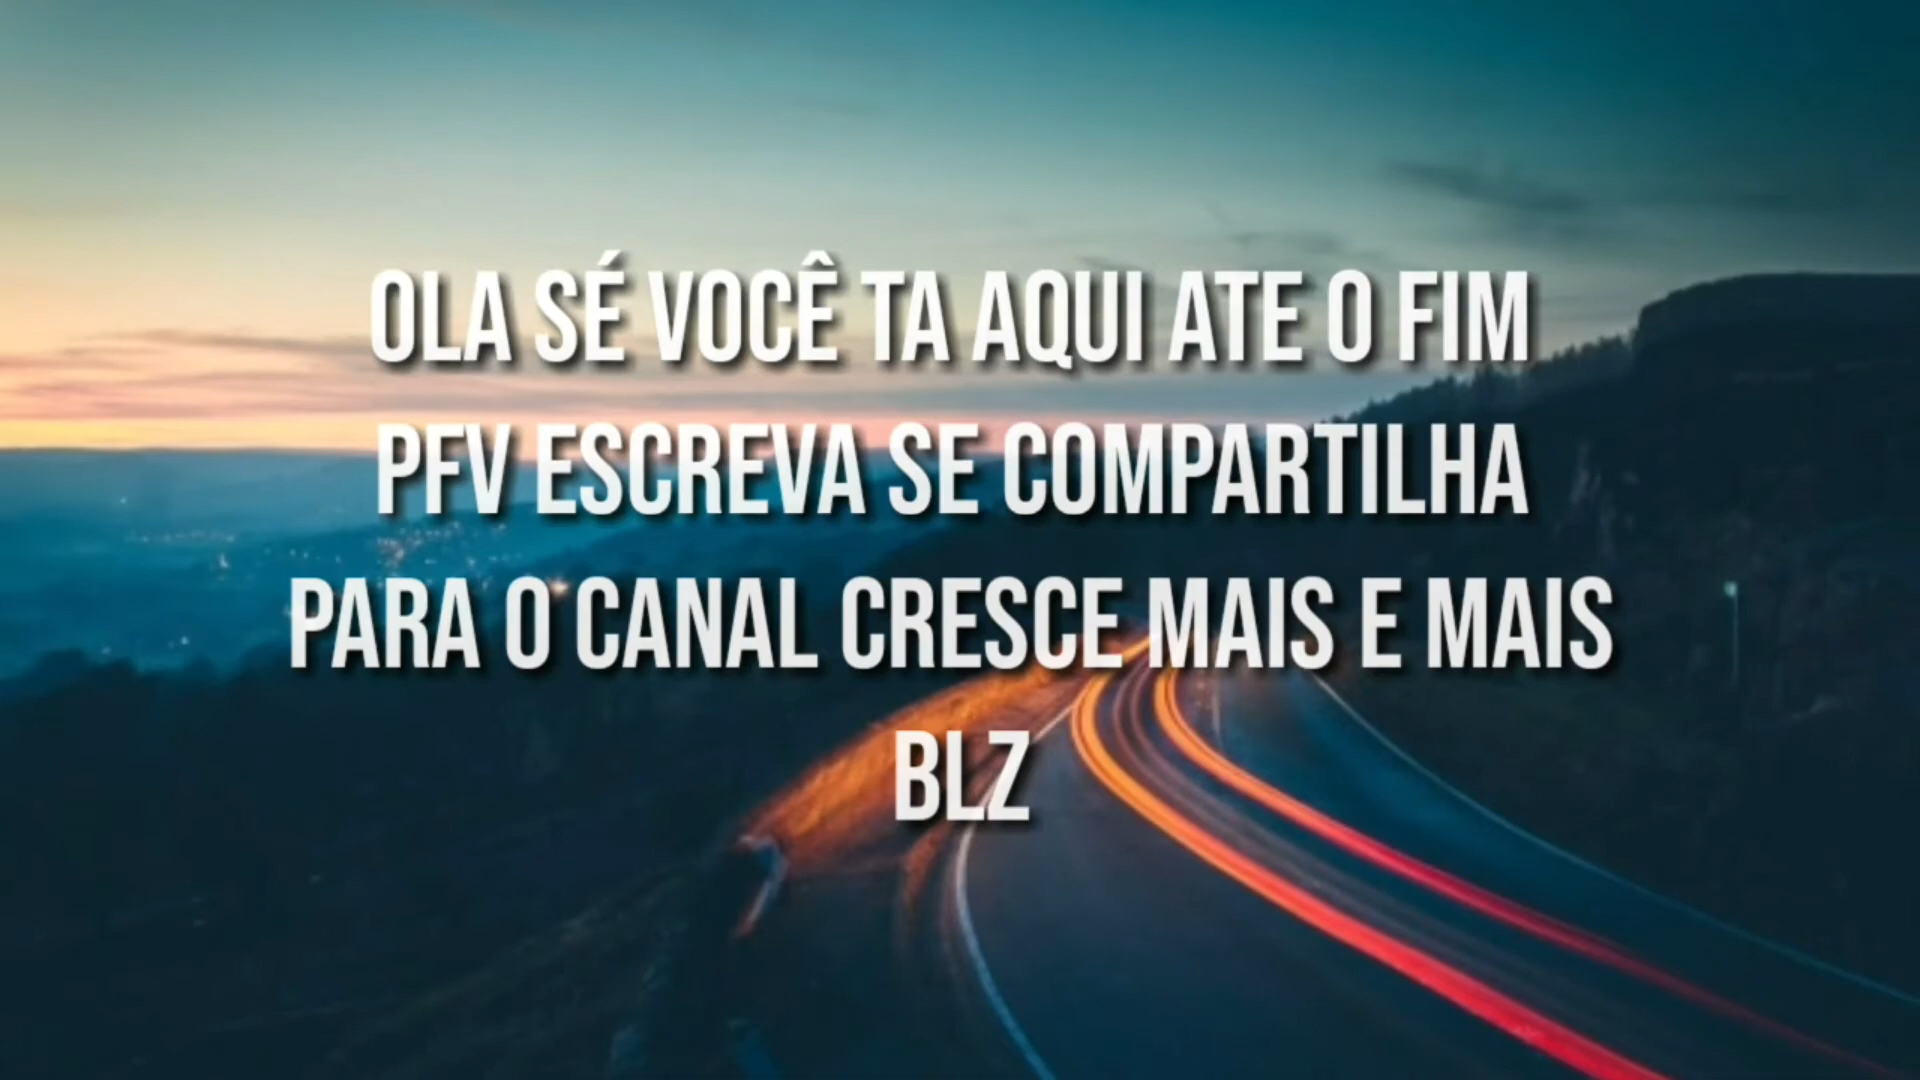 OLA SÉ VOCÊ TA AQUI ATE O FIM
PFV ESCREVA SE COMPARTILHA
PARA O CANAL CRESCE MAIS E MAIS
BLZ